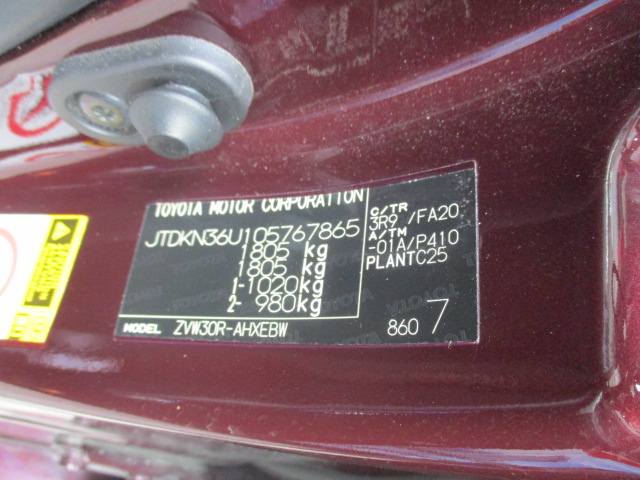 TOYOTA MOTOR CORPORATION
JTDKN36U105767865
1805 kg
1805 kg
1-1020kg
2- 980kg
C/TR
3R9 /FA20
A/TM
-01A/P410
PLANTC25
MODEL ZVW30R-AHXEBW
860 7